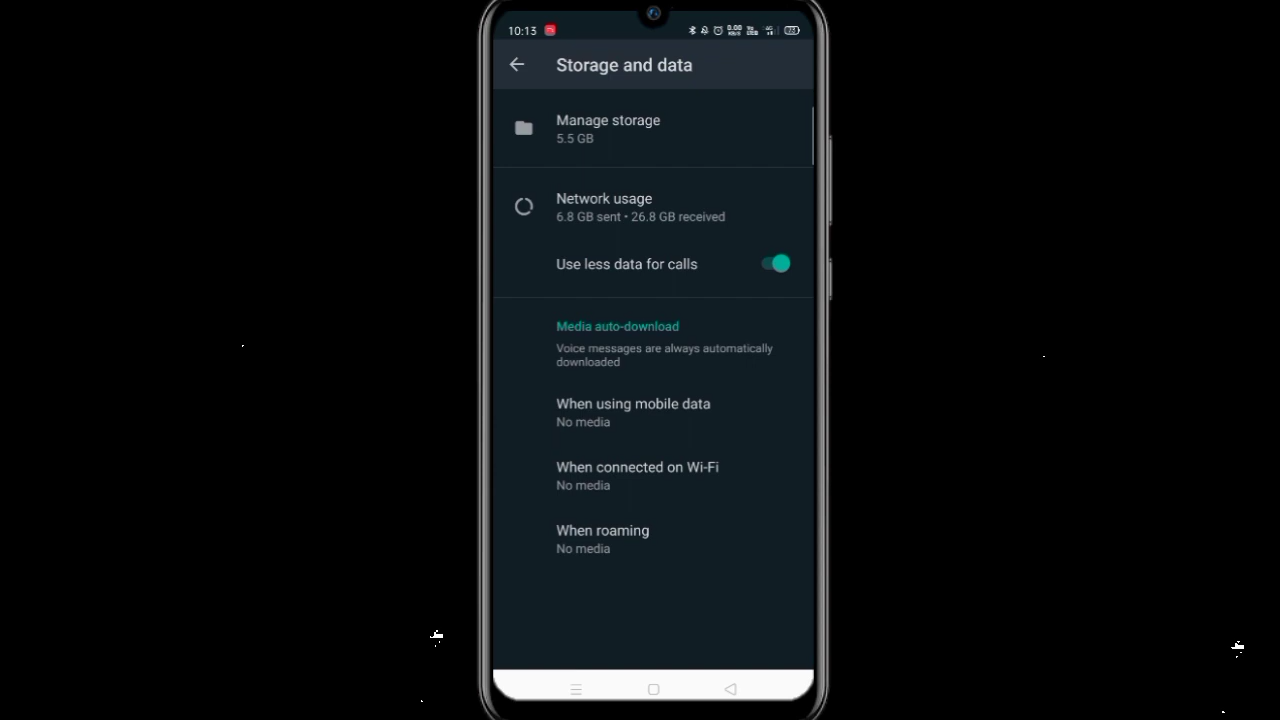 10:13
Storage and data
Manage storage
5.5 GB
Network usage
6.8 GB sent • 26.8 GB received
Use less data for calls
Media auto-download
Voice messages are always automatically
downloaded
When using mobile data
No media
When connected on Wi-Fi
No media
When roaming
No media